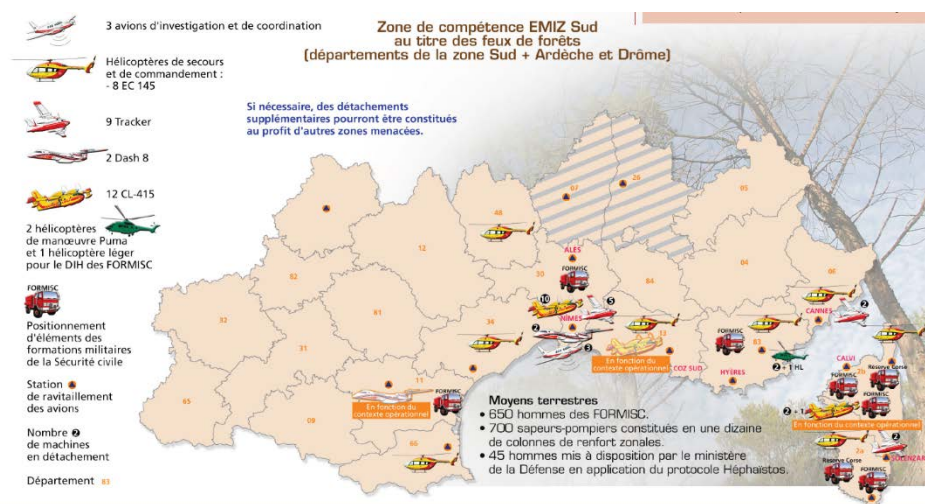 3 avions d'investigation et de coordination
Hélicoptères de secours
et de commandement :
- 8 EC 145
9 Tracker
2 Dash 8
12 CL-415
2 hélicoptères
de manœuvre Puma
et 1 hélicoptère léger
pour le DIH des FORMISC
FORMISC
Positionnement
d'éléments des
formations militaires
de la Sécurité civile
Station
de ravitaillement
des avions
Nombre 2
de machines
en détachement
Département 83
Zone de compétence EMIZ Sud
au titre des feux de forêts
(départements de la zone Sud + Ardèche et Drôme)
Si nécessaire, des détachements
supplémentaires pourront être constitués
au profit d'autres zones menacées.
07
26
05
48
12
82
32
81
31
65
09
11
66
34
30
ALÈS
FORMISC
84
04
06
10
5
NÎMES
2
3
13
En fonction du
contexte opérationnel
COZ SUD
FORMISC
83
HYÈRES
2 + 1 HL
CANNES
2
En fonction du
contexte opérationnel
FORMISC
CALVI
2b
FORMISC
Réserve Corse
2 + 1
En fonction du
contexte opérationnel
2
2a
SOLENZARA
Réserve Corse
FORMISC
Moyens terrestres
• 650 hommes des FORMISC.
• 700 sapeurs-pompiers constitués en une dizaine
de colonnes de renfort zonales.
• 45 hommes mis à disposition par le ministère
de la Défense en application du protocole Héphaïstos.